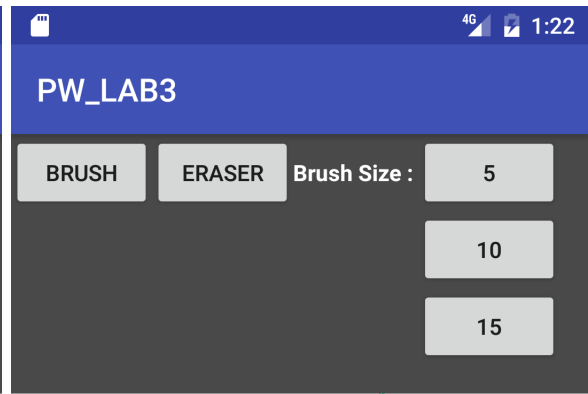 4G 1:22
PW_LAB3
BRUSH ERASER Brush Size : 5
10
15